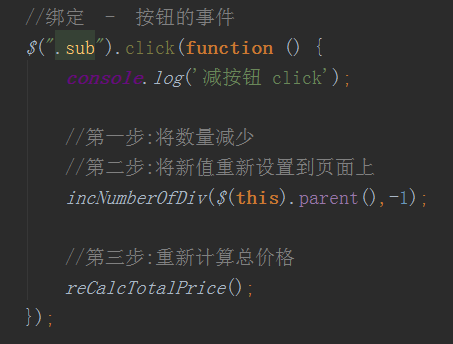 //绑定 - 按钮的事件
$(".sub").click(function () {
console.log('减按钮 click');
//第一步:将数量减少
//第二步:将新值重新设置到页面上
incNumberOfDiv($(this).parent(),-1);
//第三步:重新计算总价格
reCalcTotalPrice();
});